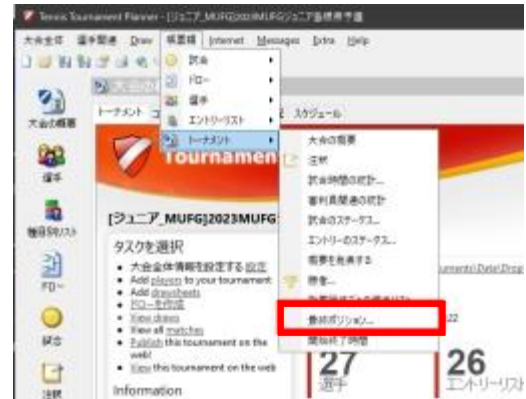 Tennis Tournament Planner - [ジュニア_MUFG]2023MUFGジュニア
大会全体 選手関連 Draw 帳票類 Internet Messages Extra Help
試合
ドロー
選手
エントリーリスト
トーナメント
大会の概要
注釈
試合時間の統計...
審判員関連の統計
試合のステータス...
エントリーのステータス...
概要を発表する
勝者...
最終ポジション...
開始終了時間
大会の概要
選手
種目別リスト
ドロー
試合
注釈
トーナメント
スケジュール
Tournamen
[ジュニア_MUFG]2023MUFG
タスクを選択
大会全体情報を設定する 設定
Add players to your tournament
Add drawsheets
ドローを作成
View draws
View all matches
Publish this tournament on the
web!
View this tournament on the web
Information
27
選手
26
エントリーリスト